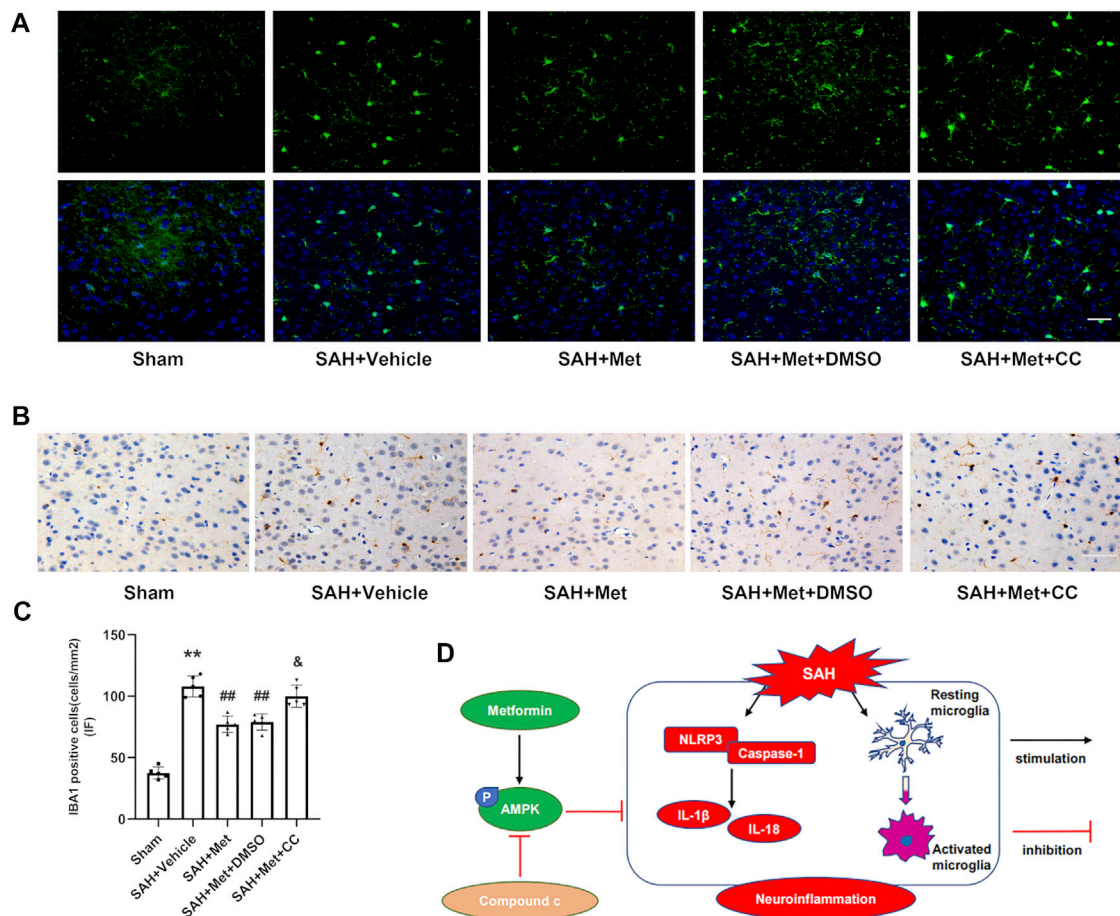 A
Sham
SAH+Vehicle
SAH+Met
SAH+Met+DMSO
SAH+Met+CC
B
Sham
SAH+Vehicle
SAH+Met
SAH+Met+DMSO
SAH+Met+CC
C
IBA1 positive cells(cells/mm2)
(IF)
150
100
50
0
**
##
##
&
Sham
SAH+Vehicle
SAH+Met
SAH+Met+DMSO
SAH+Met+CC
D
Metformin
P
AMPK
Compound c
SAH
NLRP3
Caspase-1
IL-1β
IL-18
Resting
microglia
Activated
microglia
Neuroinflammation
stimulation
inhibition